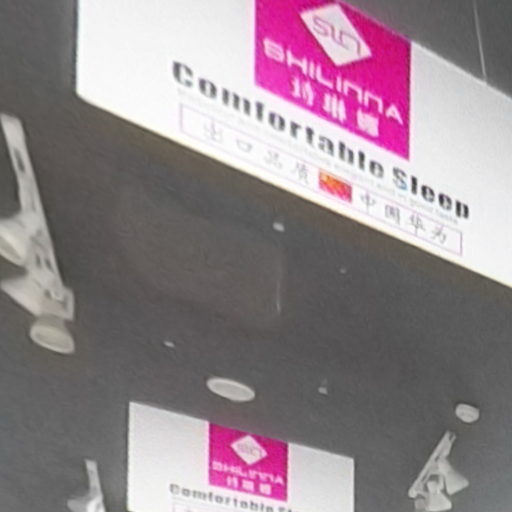 SLN
SHILINNA
诗琳娜
Comfortable Sleep
出口品质 中国华为
SHILINNA
诗琳娜
Comfortable